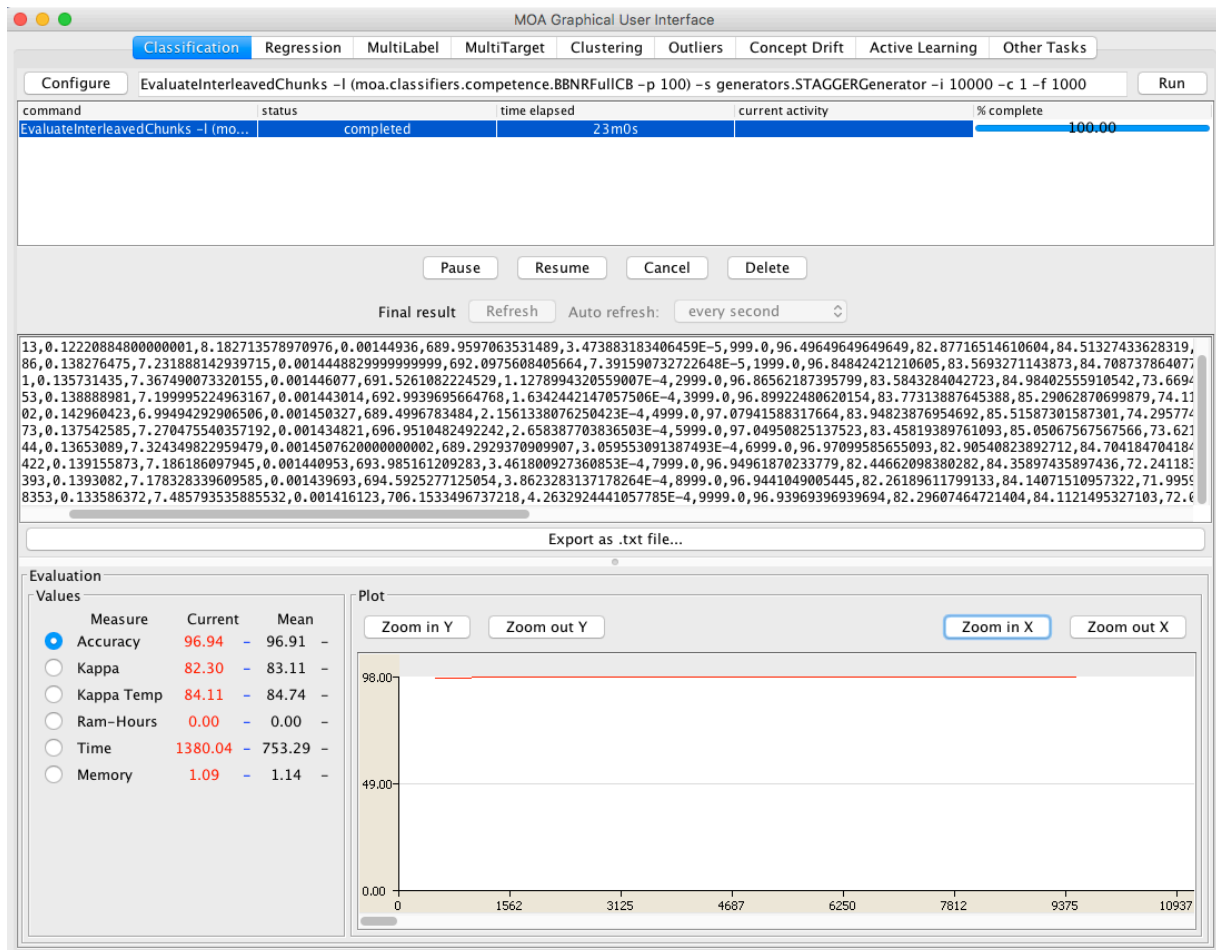 MOA Graphical User Interface
Classification Regression MultiLabel MultiTarget Clustering Outliers Concept Drift Active Learning Other Tasks
Configure EvaluateInterleavedChunks -l (moa.classifiers.competence.BBNRFullCB -p 100) -s generators.STAGGERGenerator -i 10000 -c 1 -f 1000 Run
command status time elapsed current activity % complete
EvaluateInterleavedChunks -l (mo... completed 23m0s 100.00
Pause Resume Cancel Delete
Final result Refresh Auto refresh: every second
13,0.12220884800000001,8.182713578970976,0.00144936,689.9597063531489,3.473883183406459E-5,999.0,96.49649649649649,82.87716514610604,84.51327433628319,
86,0.138276475,7.231888142939715,0.00144488299999999999,692.0975608405664,7.391590732722648E-5,1999.0,96.84842421210605,83.5693271143873,84.708737864077
1,0.135731435,7.367490073320155,0.001446077,691.5261082224529,1.1278994320559007E-4,2999.0,96.86562187395799,83.5843284042723,84.98402555910542,73.6694
53,0.138888981,7.199995224963167,0.001443014,692.9939695664768,1.6342442147057506E-4,3999.0,96.89922480620154,83.77313887645388,85.29062870699879,74.11
02,0.142960423,6.99494292906506,0.001450327,689.4996783484,2.1561338076250423E-4,4999.0,97.07941588317664,83.94823876954692,85.51587301587301,74.295774
73,0.137542585,7.270475540357192,0.001434821,696.9510482492242,2.658387703836503E-4,5999.0,97.04950825137523,83.45819389761093,85.05067567567566,73.621
44,0.13653089,7.324349822959479,0.0014507620000000002,689.2929370909907,3.059553091387493E-4,6999.0,96.97099585655093,82.90540823892712,84.704184704184
422,0.139155873,7.186186097945,0.001440953,693.985161209283,3.461800927360853E-4,7999.0,96.94961870233779,82.44662098380282,84.35897435897436,72.241183
393,0.1393082,7.178328339609585,0.001439693,694.5925277125054,3.8623283137178264E-4,8999.0,96.9441049005445,82.26189611799133,84.14071510957322,71.9959
8353,0.133586372,7.485793535885532,0.001416123,706.1533496737218,4.2632924441057785E-4,9999.0,96.93969396939694,82.29607464721404,84.1121495327103,72.0
Export as .txt file...
Evaluation
Values
Measure Current Mean
Accuracy 96.94 - 96.91 -
Kappa 82.30 - 83.11 -
Kappa Temp 84.11 - 84.74 -
Ram-Hours 0.00 - 0.00 -
Time 1380.04 - 753.29 -
Memory 1.09 - 1.14 -
Plot
Zoom in Y Zoom out Y Zoom in X Zoom out X
98.00
49.00
0.00
0 1562 3125 4687 6250 7812 9375 10937